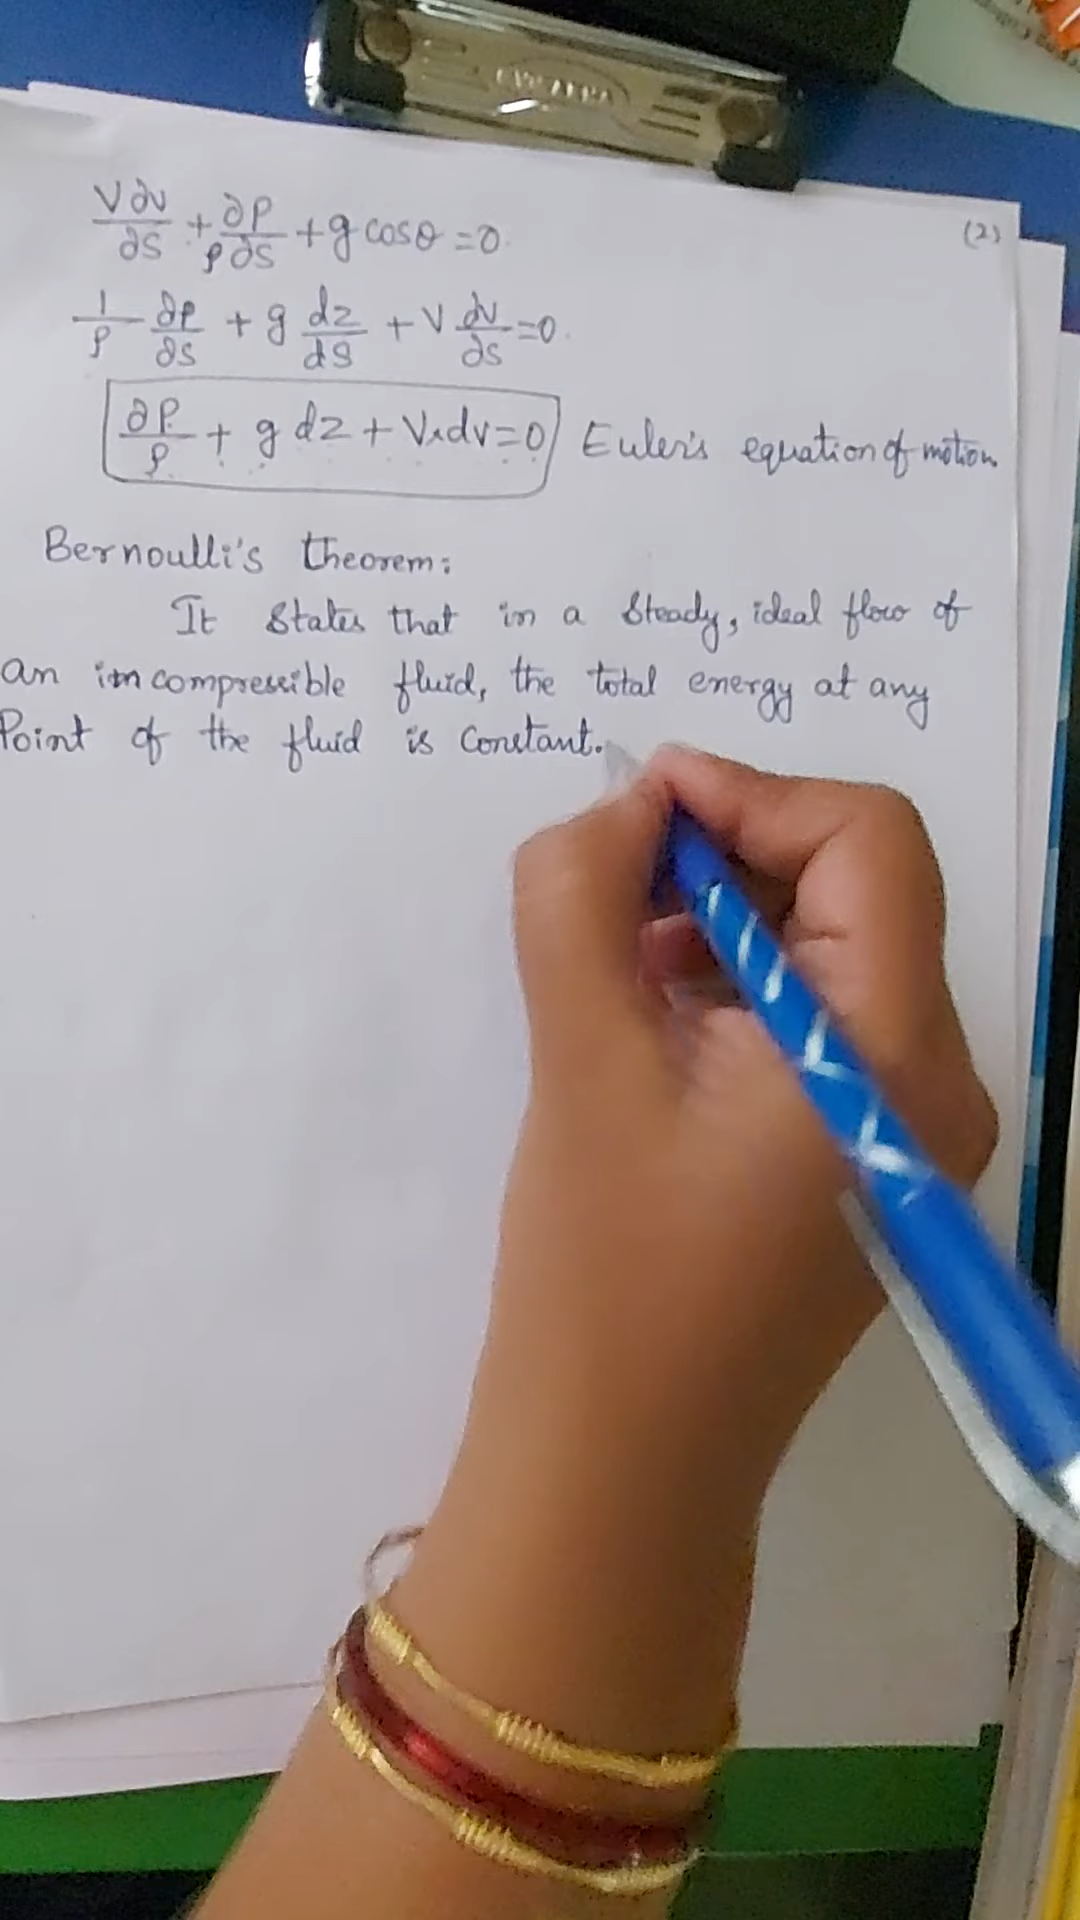 V∂v/∂s + ∂P/ρ∂s + g cosθ = 0.
(2)
1/ρ ∂P/∂s + g dz/ds + V ∂v/∂s = 0.
∂P/ρ + g dz + V×dv = 0 Euler's equation of motion.
Bernoulli's theorem:
It states that in a steady, ideal flow of
an incompressible fluid, the total energy at any
Point of the fluid is constant.